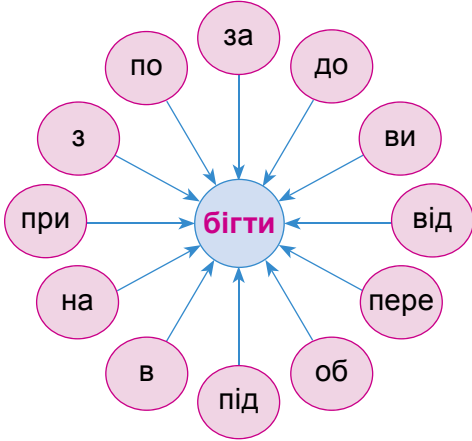 за
до
ви
від
пере
об
під
в
на
при
з
по
бігти